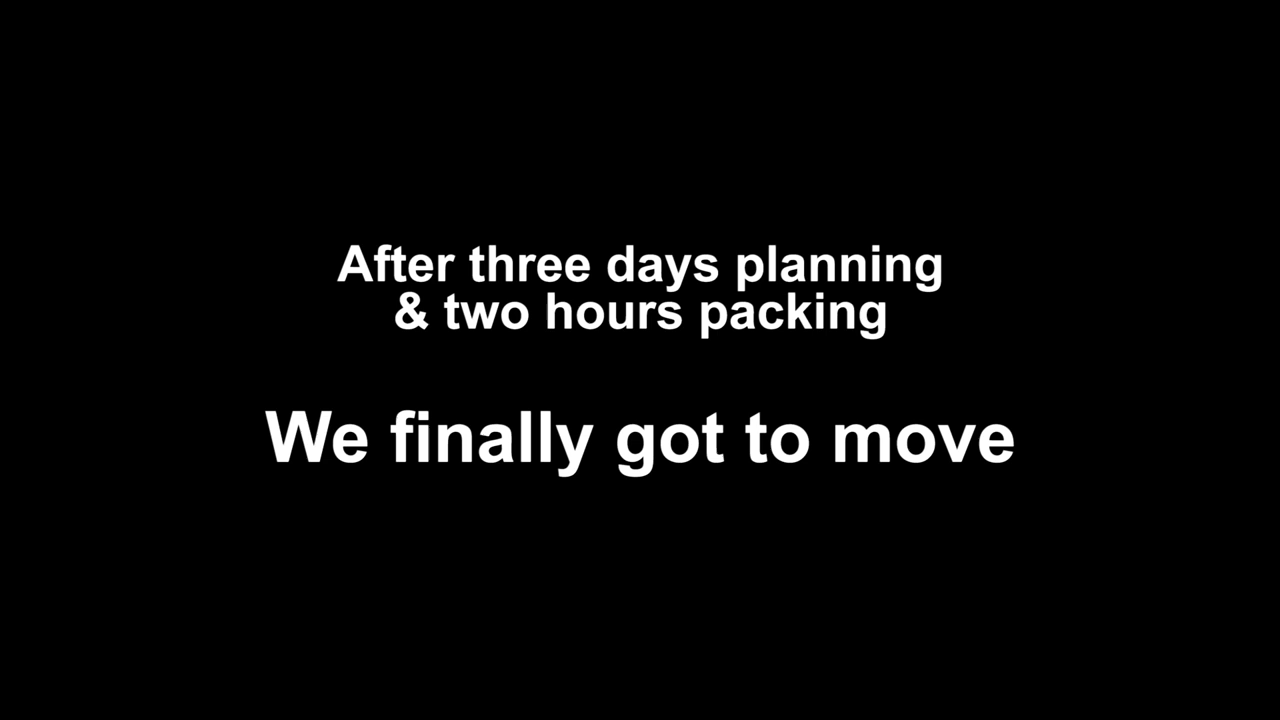 After three days planning
& two hours packing
We finally got to move